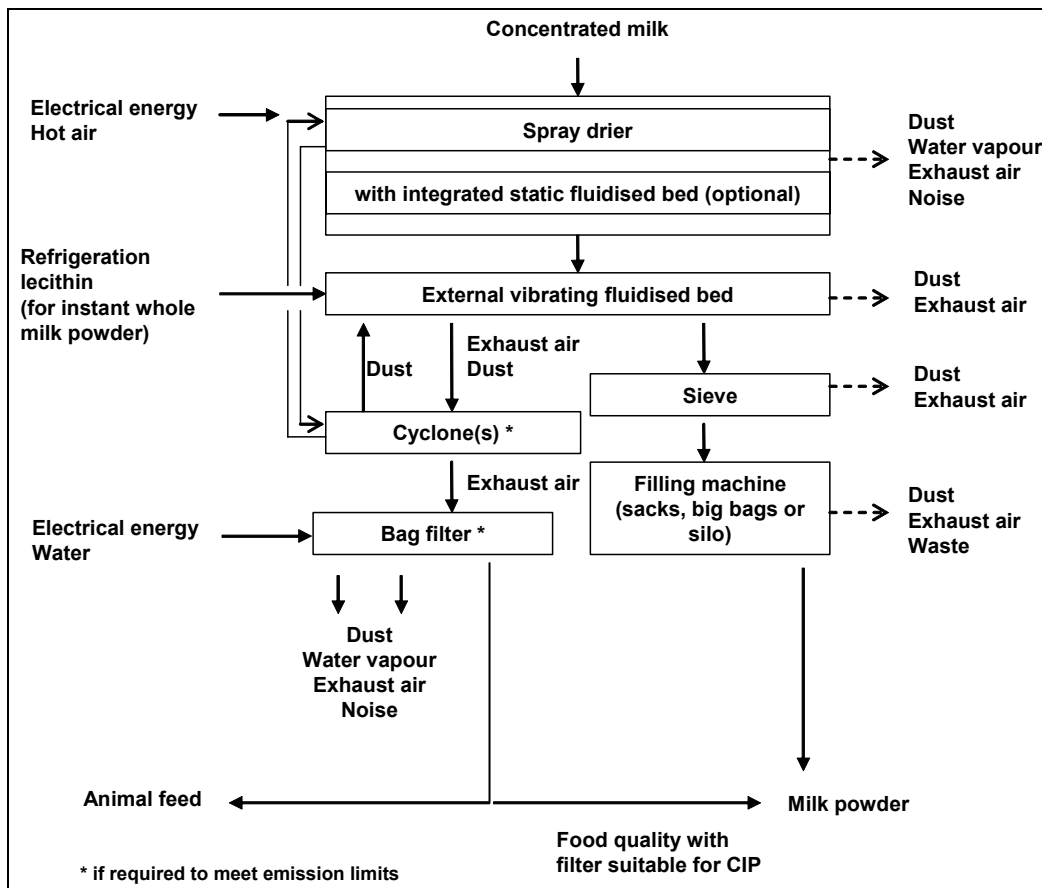 Concentrated milk
Electrical energy
Hot air
Spray drier
with integrated static fluidised bed (optional)
Dust
Water vapour
Exhaust air
Noise
Refrigeration
lecithin
(for instant whole
milk powder)
External vibrating fluidised bed
Dust
Exhaust air
Dust
Exhaust air
Dust
Sieve
Dust
Exhaust air
Cyclone(s) *
Exhaust air
Filling machine
(sacks, big bags or
silo)
Dust
Exhaust air
Waste
Electrical energy
Water
Bag filter *
Dust
Water vapour
Exhaust air
Noise
Animal feed
Milk powder
Food quality with
filter suitable for CIP
* if required to meet emission limits